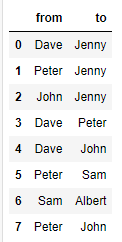 from to
0 Dave Jenny
1 Peter Jenny
2 John Jenny
3 Dave Peter
4 Dave John
5 Peter Sam
6 Sam Albert
7 Peter John